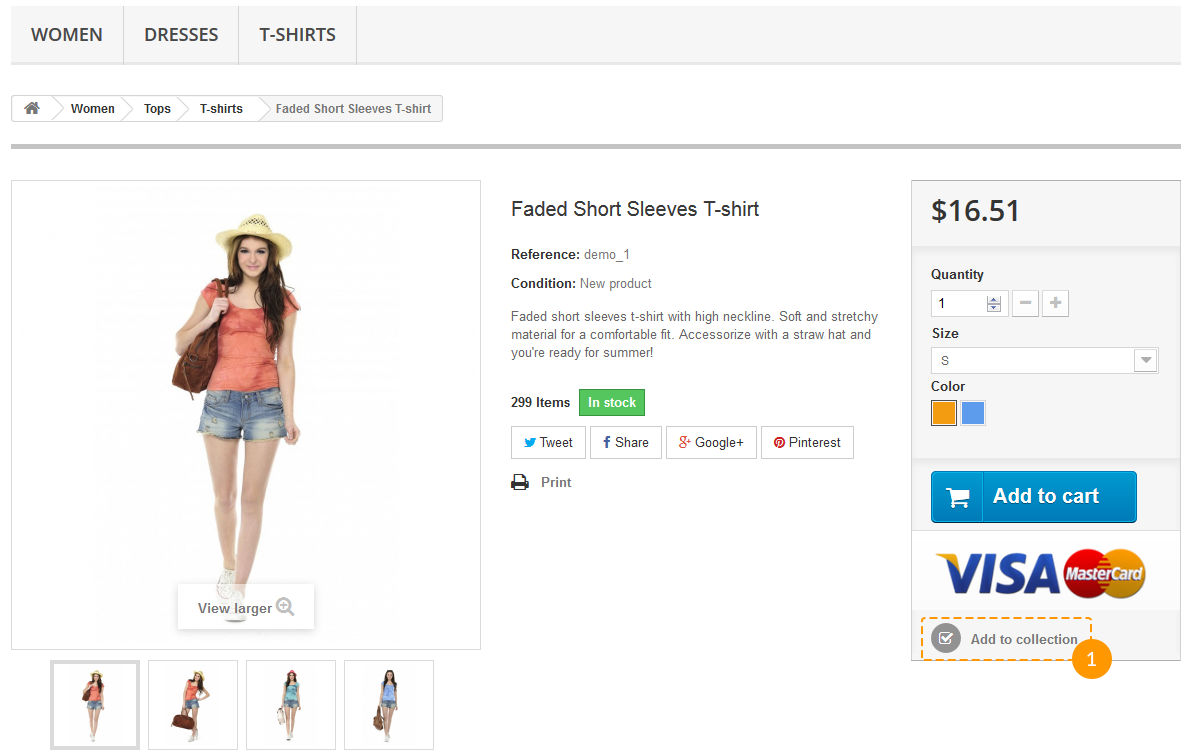 WOMEN
DRESSES
T-SHIRTS
Women
Tops
T-shirts
Faded Short Sleeves T-shirt
View larger
Faded Short Sleeves T-shirt
Reference: demo_1
Condition: New product
Faded short sleeves t-shirt with high neckline. Soft and stretchy
material for a comfortable fit. Accessorize with a straw hat and
you're ready for summer!
299 Items In stock
Tweet
Share
Google+
Pinterest
Print
$16.51
Quantity
1
Size
S
Color
Add to cart
VISA MasterCard
Add to collection
1